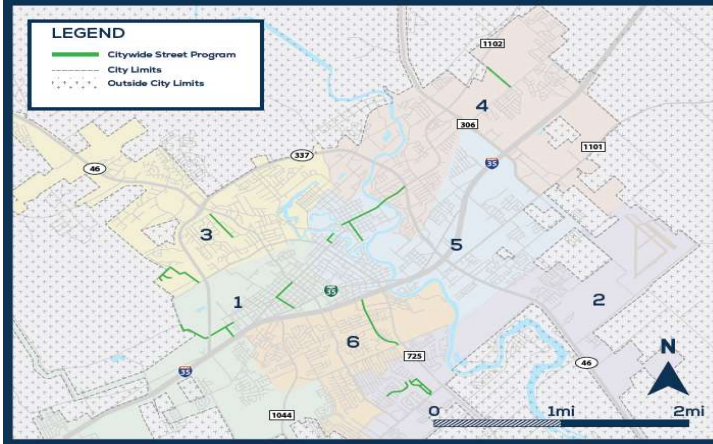 LEGEND
Citywide Street Program
City Limits
Outside City Limits
1102
4
306
1101
337
46
35
3
5
1
35
2
6
725
N
46
35
1044
0 1mi 2mi